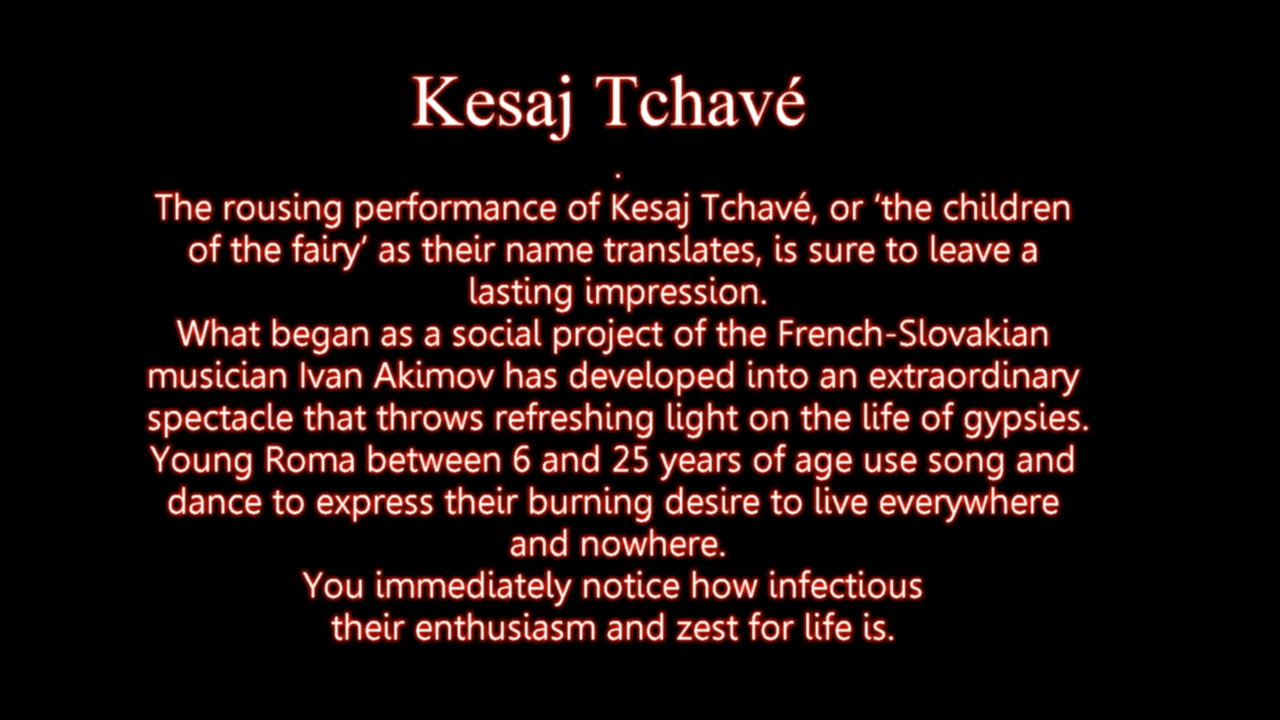 Kesaj Tchavé
.
The rousing performance of Kesaj Tchavé, or ‘the children
of the fairy’ as their name translates, is sure to leave a
lasting impression.
What began as a social project of the French-Slovakian
musician Ivan Akimov has developed into an extraordinary
spectacle that throws refreshing light on the life of gypsies.
Young Roma between 6 and 25 years of age use song and
dance to express their burning desire to live everywhere
and nowhere.
You immediately notice how infectious
their enthusiasm and zest for life is.